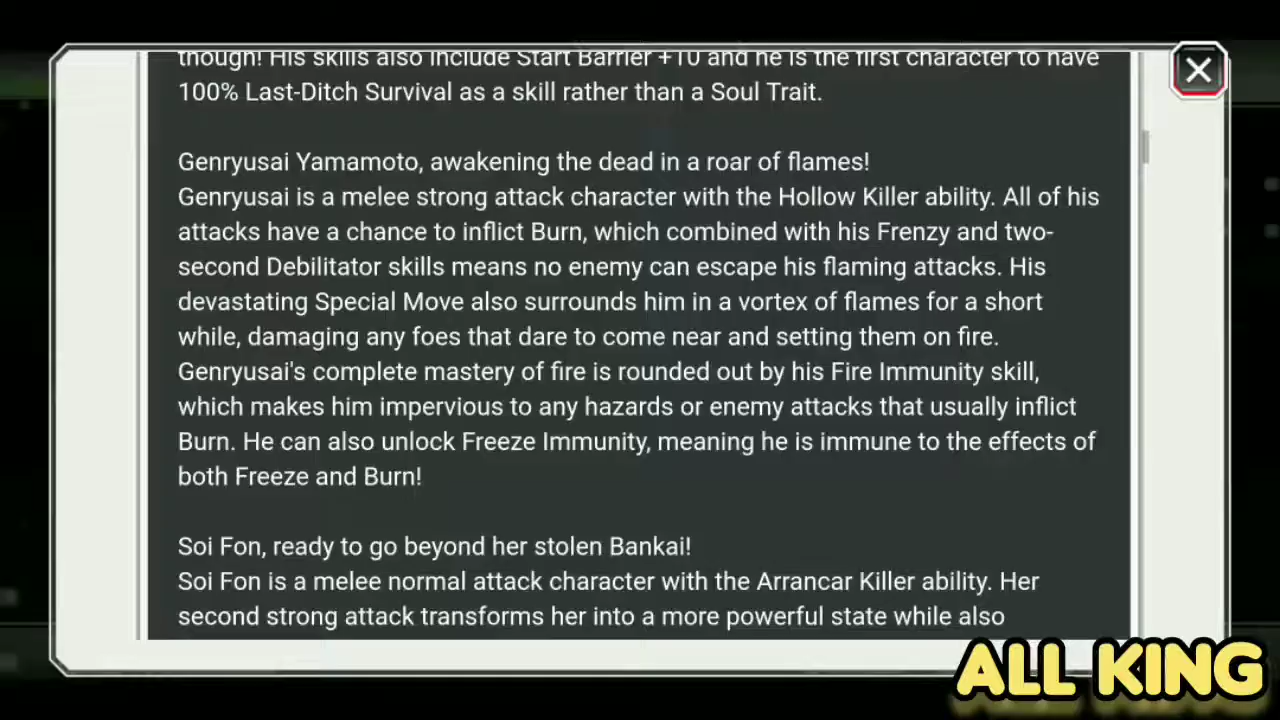 though! His skills also include Start Barrier +10 and he is the first character to have
100% Last-Ditch Survival as a skill rather than a Soul Trait.
Genryusai Yamamoto, awakening the dead in a roar of flames!
Genryusai is a melee strong attack character with the Hollow Killer ability. All of his
attacks have a chance to inflict Burn, which combined with his Frenzy and two-
second Debilitator skills means no enemy can escape his flaming attacks. His
devastating Special Move also surrounds him in a vortex of flames for a short
while, damaging any foes that dare to come near and setting them on fire.
Genryusai's complete mastery of fire is rounded out by his Fire Immunity skill,
which makes him impervious to any hazards or enemy attacks that usually inflict
Burn. He can also unlock Freeze Immunity, meaning he is immune to the effects of
both Freeze and Burn!
Soi Fon, ready to go beyond her stolen Bankai!
Soi Fon is a melee normal attack character with the Arrancar Killer ability. Her
second strong attack transforms her into a more powerful state while also
ALL KING